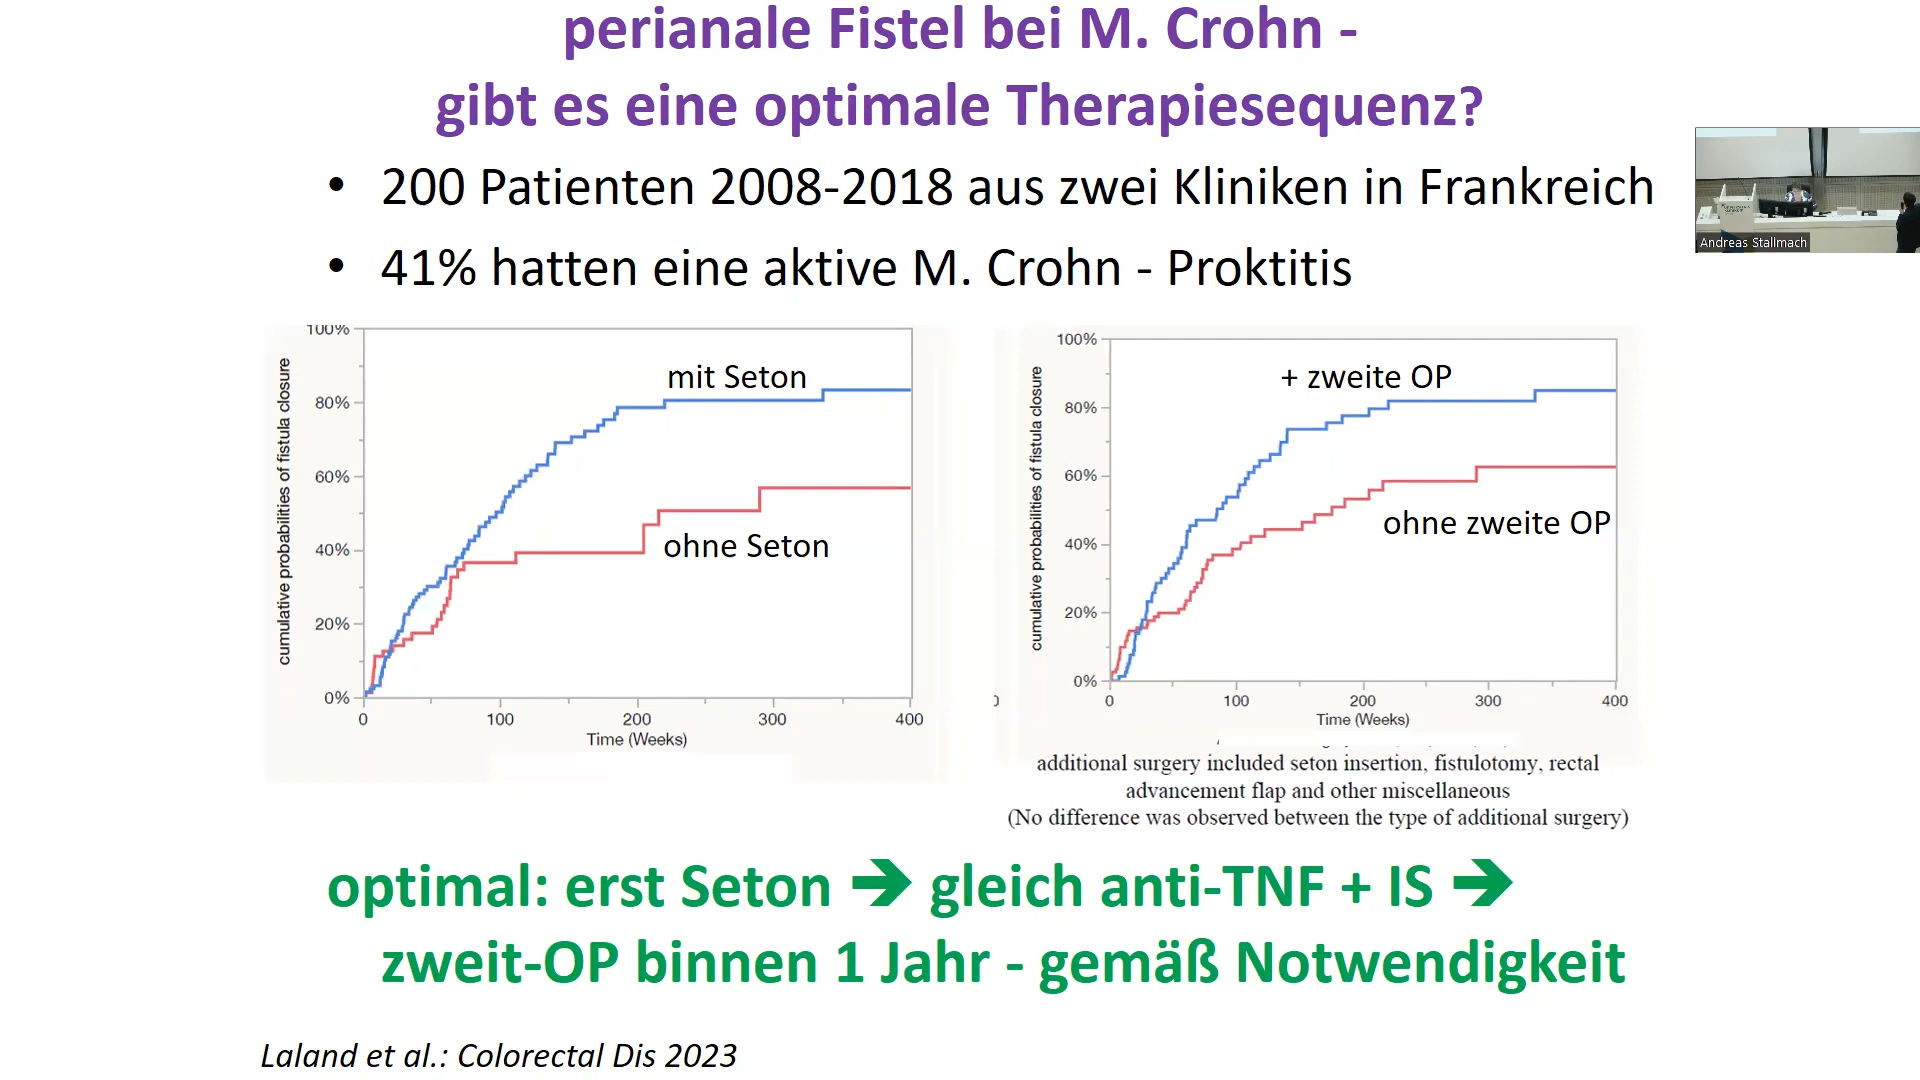 perianale Fistel bei M. Crohn -
gibt es eine optimale Therapiesequenz?
• 200 Patienten 2008-2018 aus zwei Kliniken in Frankreich
• 41% hatten eine aktive M. Crohn - Proktitis
Andreas Stallmach
cumulative probabilities of fistula closure
100%
80%
60%
40%
20%
0%
mit Seton
ohne Seton
0 100 200 300 400
Time (Weeks)
cumulative probabilities of fistula closure
100%
80%
60%
40%
20%
0%
+ zweite OP
ohne zweite OP
0 100 200 300 400
Time (Weeks)
additional surgery included seton insertion, fistulotomy, rectal
advancement flap and other miscellaneous
(No difference was observed between the type of additional surgery)
optimal: erst Seton ➔ gleich anti-TNF + IS ➔
zweit-OP binnen 1 Jahr - gemäß Notwendigkeit
Laland et al.: Colorectal Dis 2023